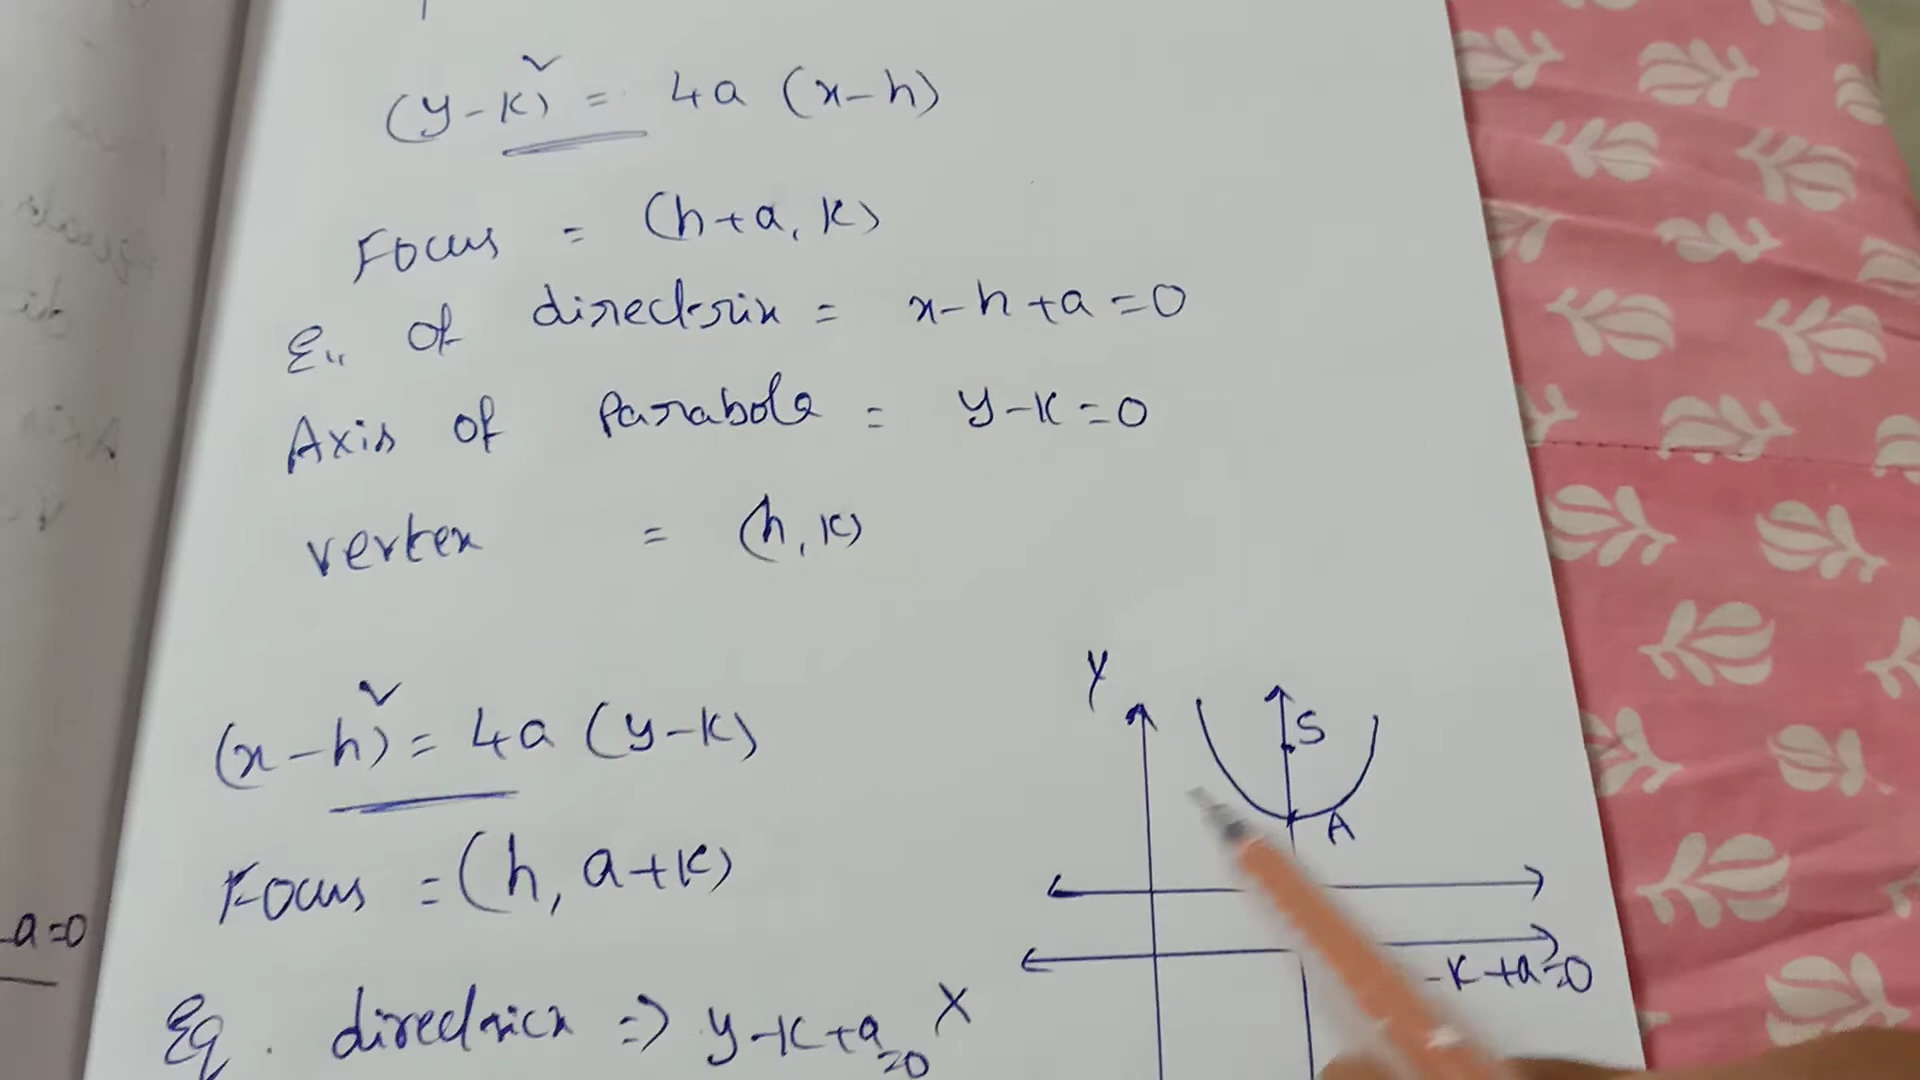 (y-k)² = 4a (x-h)
Focus = (h+a, k)
Eq of directrix = x-h+a=0
Axis of Parabola = y-k=0
vertex = (h, k)
(x-h)² = 4a (y-k)
Focus = (h, a+k)
Eq. directrix => y-k+a=0
Y
S
A
X
-k+a=0
-a=0